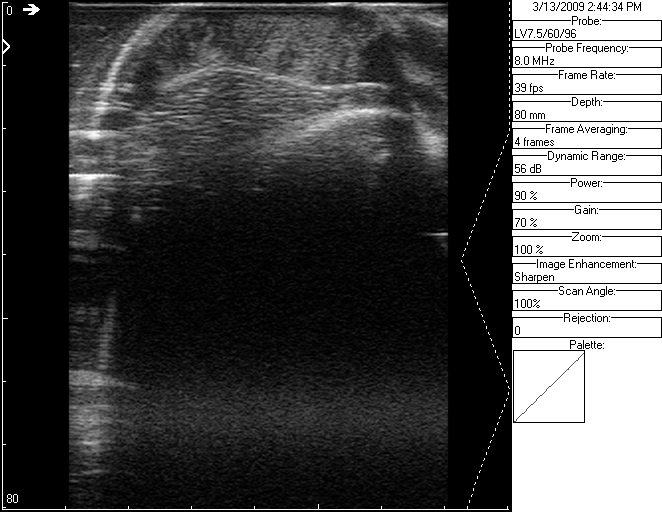 0
80
3/13/2009 2:44:34 PM
Probe:
LV7.5/60/96
Probe Frequency:
8.0 MHz
Frame Rate:
39 fps
Depth:
80 mm
Frame Averaging:
4 frames
Dynamic Range:
56 dB
Power:
90 %
Gain:
70 %
Zoom:
100 %
Image Enhancement:
Sharpen
Scan Angle:
100%
Rejection:
0
Palette: